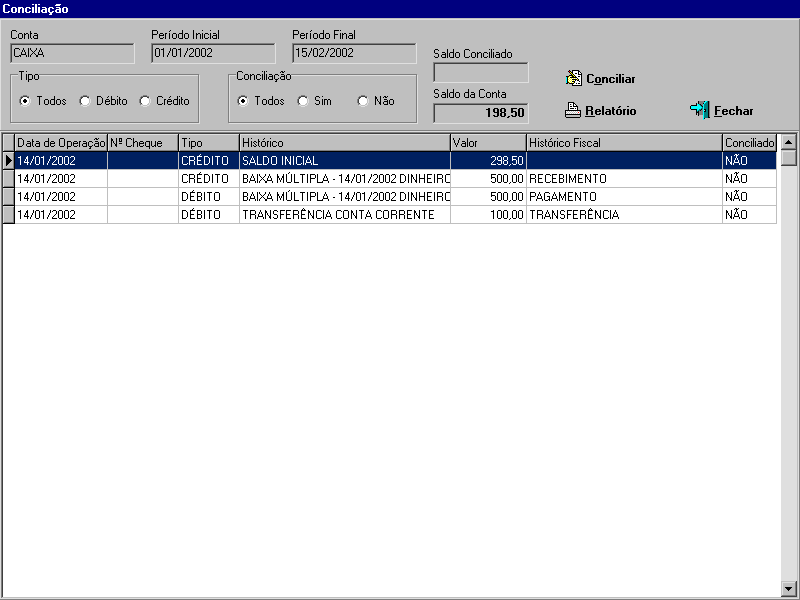 Conciliação
Conta Período Inicial Período Final
CAIXA 01/01/2002 15/02/2002
Saldo Conciliado
Tipo Conciliação
Conciliar
Todos Débito Crédito Todos Sim Não
Saldo da Conta
198,50 Relatório Fechar
Data de Operação Nº Cheque Tipo Histórico Valor Histórico Fiscal Conciliado
14/01/2002 CRÉDITO SALDO INICIAL 298,50 NÃO
14/01/2002 CRÉDITO BAIXA MÚLTIPLA - 14/01/2002 DINHEIRO 500,00 RECEBIMENTO NÃO
14/01/2002 DÉBITO BAIXA MÚLTIPLA - 14/01/2002 DINHEIRO 500,00 PAGAMENTO NÃO
14/01/2002 DÉBITO TRANSFERÊNCIA CONTA CORRENTE 100,00 TRANSFERÊNCIA NÃO